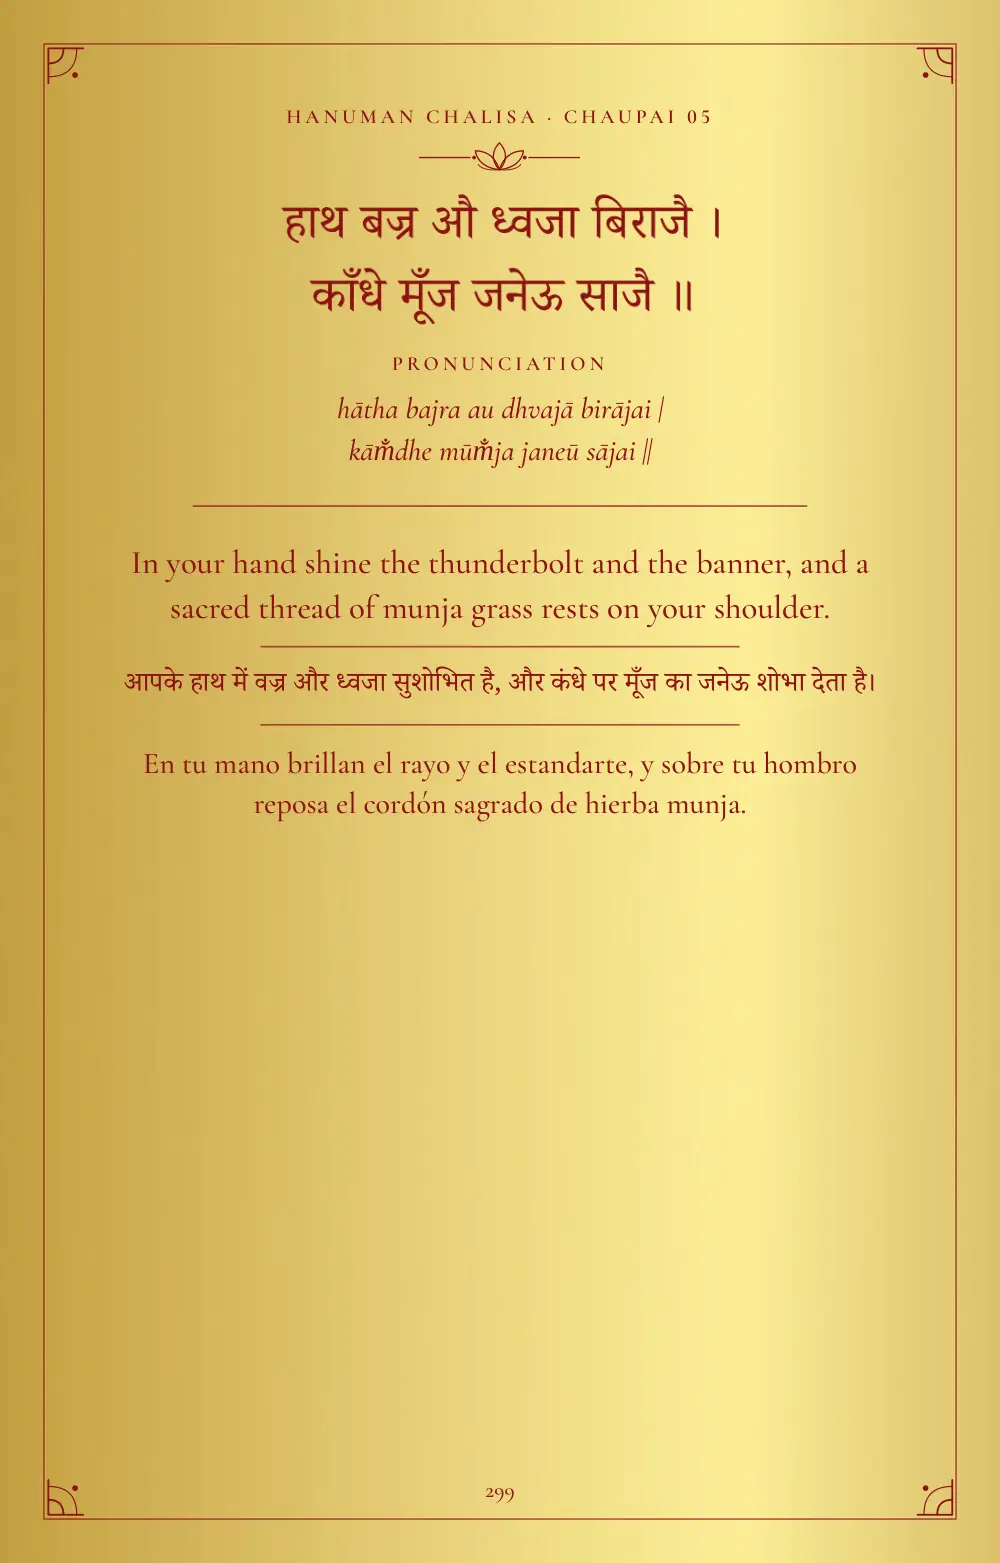 HANUMAN CHALISA · CHAUPAI 05
हाथ बज्र औ ध्वजा बिराजै ।
काँधे मूँज जनेऊ साजै ॥
PRONUNCIATION
hātha bajra au dhvajā birājai |
kām̐dhe mūm̐ja janeū sājai ||
In your hand shine the thunderbolt and the banner, and a
sacred thread of munja grass rests on your shoulder.
आपके हाथ में वज्र और ध्वजा सुशोभित है, और कंधे पर मूँज का जनेऊ शोभा देता है।
En tu mano brillan el rayo y el estandarte, y sobre tu hombro
reposa el cordón sagrado de hierba munja.
299